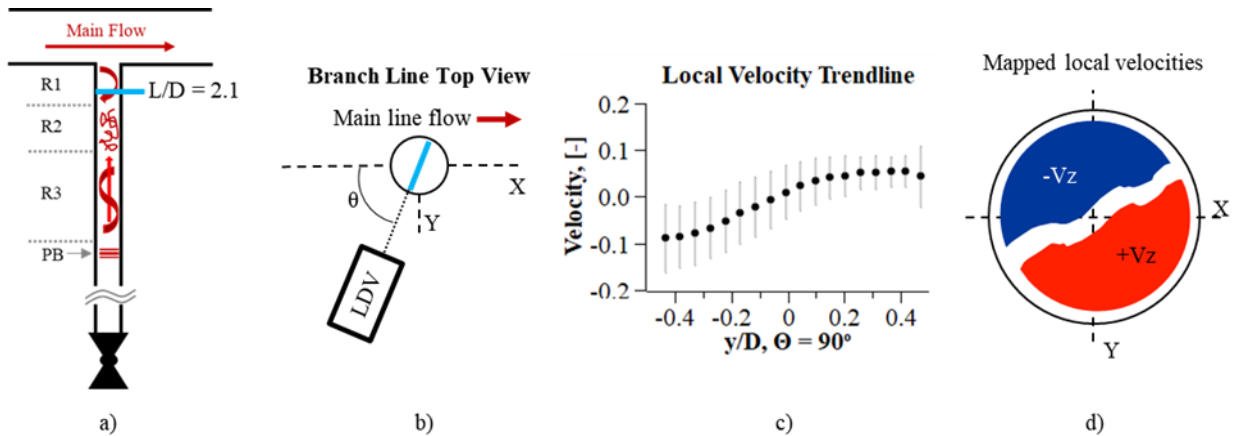 Main Flow
R1
L/D = 2.1
R2
R3
PB
a)
Branch Line Top View
Main line flow
θ
X
Y
LDV
b)
Local Velocity Trendline
Velocity, [-]
0.2
0.1
0.0
-0.1
-0.2
-0.4 -0.2 0 0.2 0.4
y/D, Θ = 90°
c)
Mapped local velocities
-Vz
X
+Vz
Y
d)